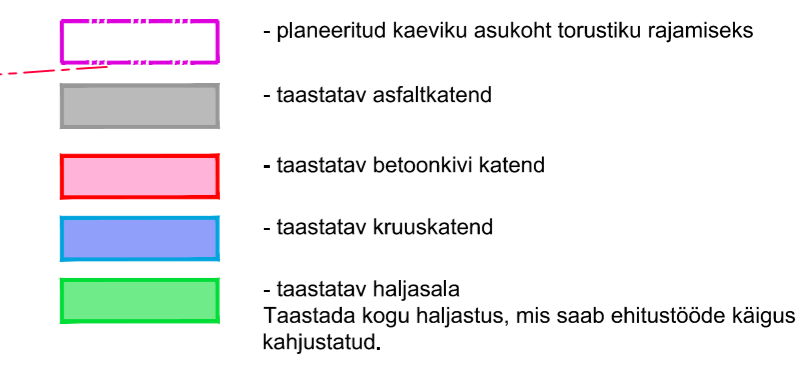 - planeeritud kaeviku asukoht torustiku rajamiseks
- taastatav asfaltkatend
- taastatav betoonkivi katend
- taastatav kruuskatend
- taastatav haljasala
Taastada kogu haljastus, mis saab ehitustööde käigus
kahjustatud.